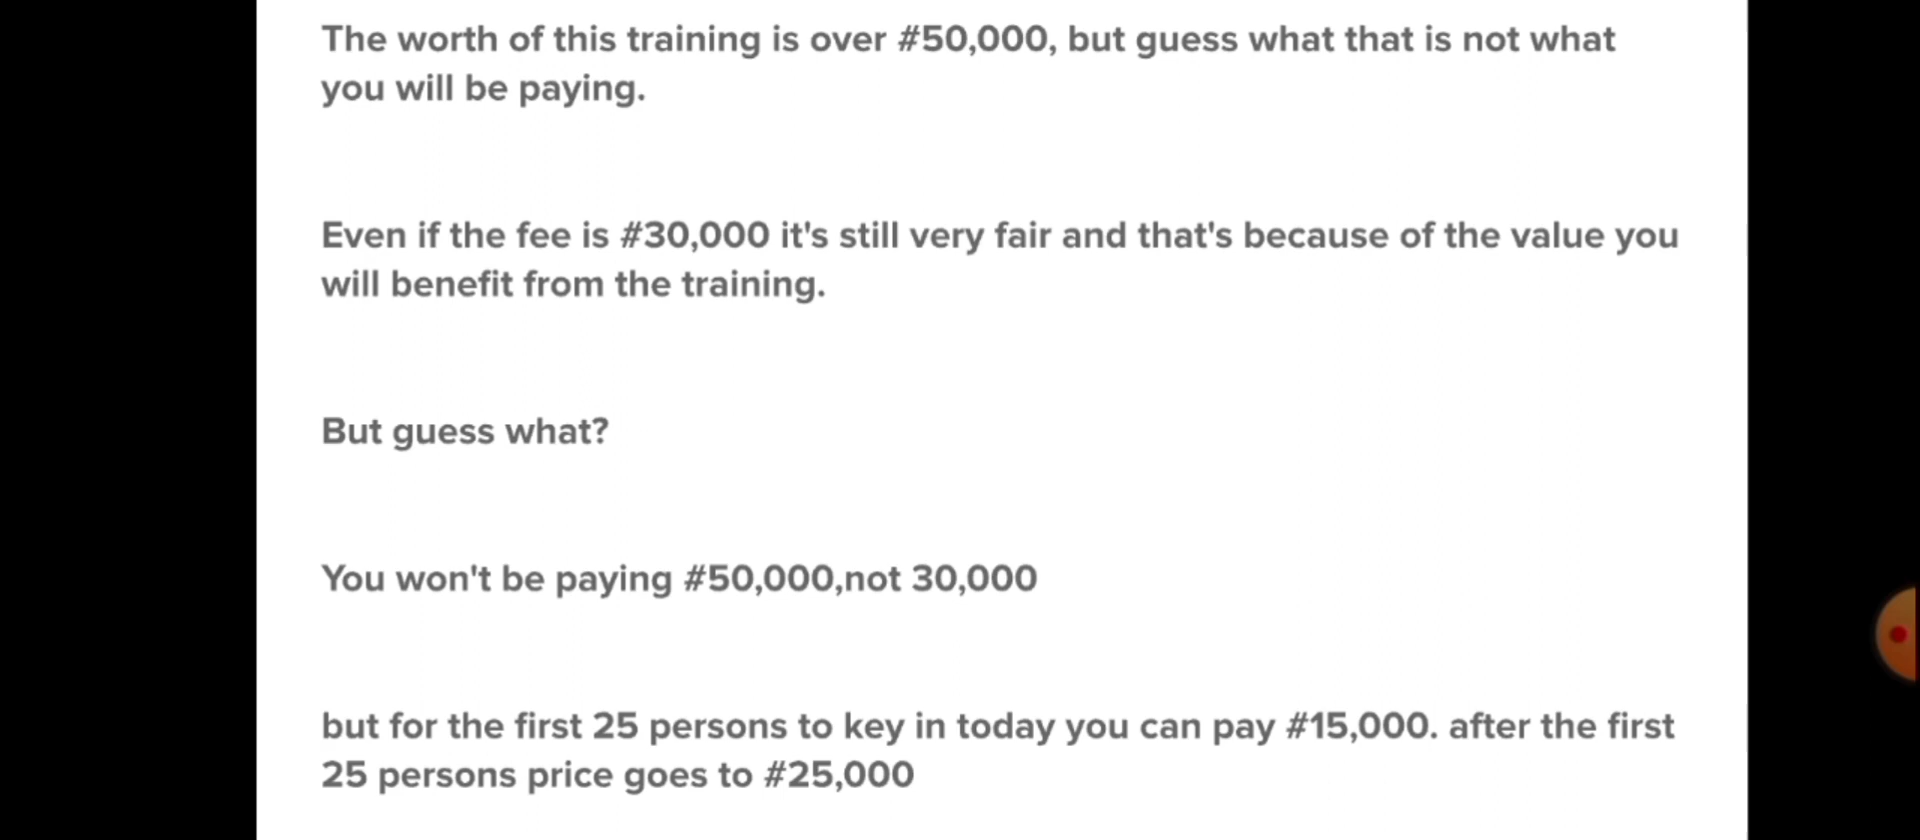 The worth of this training is over #50,000, but guess what that is not what
you will be paying.
Even if the fee is #30,000 it's still very fair and that's because of the value you
will benefit from the training.
But guess what?
You won't be paying #50,000,not 30,000
but for the first 25 persons to key in today you can pay #15,000. after the first
25 persons price goes to #25,000